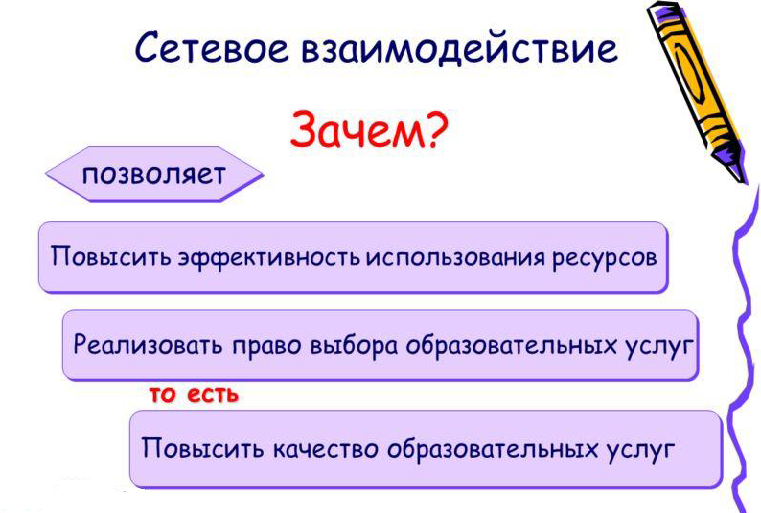 Сетевое взаимодействие
Зачем?
позволяет
Повысить эффективность использования ресурсов
Реализовать право выбора образовательных услуг
то есть
Повысить качество образовательных услуг